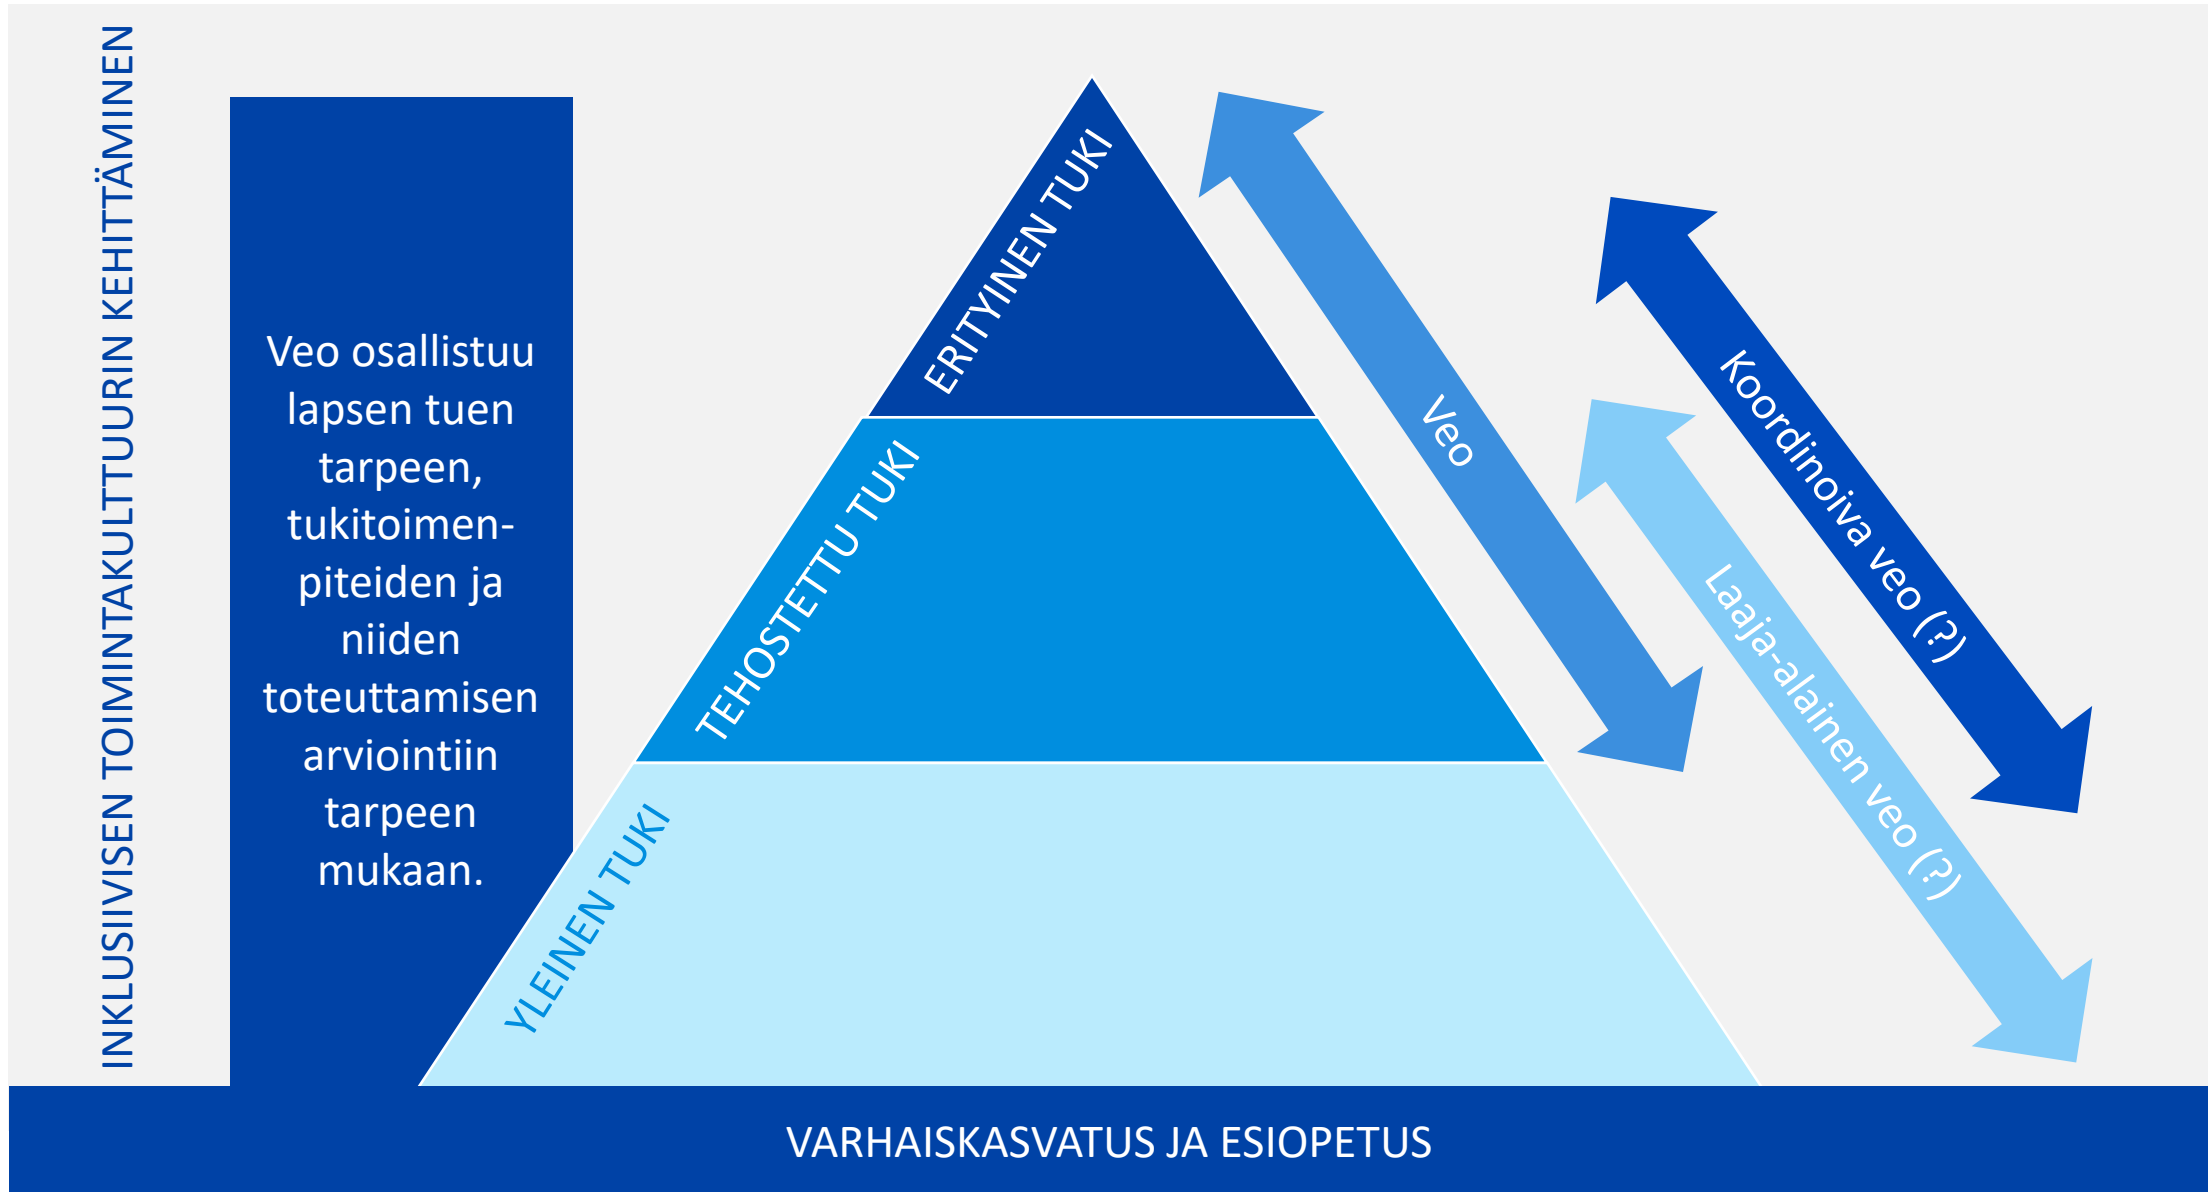 INKLUSIIVISEN TOIMINTAKULTTUURIN KEHITTÄMINEN
Veo osallistuu
lapsen tuen
tarpeen,
tukitoimen-
piteiden ja
niiden
toteuttamisen
arviointiin
tarpeen
mukaan.
ERITYINEN TUKI
TEHOSTETTU TUKI
YLEINEN TUKI
Veo
Koordinoiva veo (?)
Laaja-alainen veo (?)
VARHAISKASVATUS JA ESIOPETUS